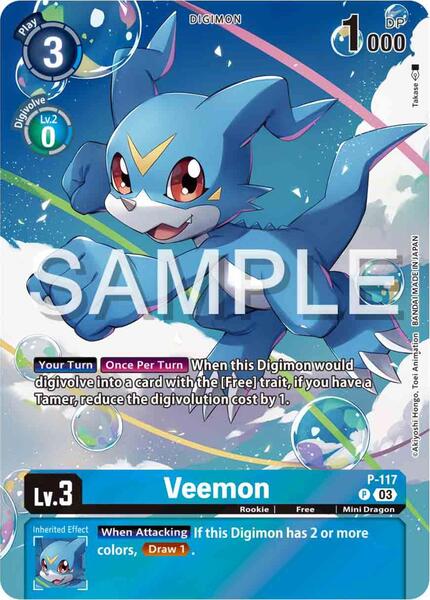 DIGIMON
Play
3
DP
1000
Digivolve
Lv.2
0
Takase
SAMPLE
Your Turn Once Per Turn When this Digimon would
digivolve into a card with the [Free] trait, if you have a
Tamer, reduce the digivolution cost by 1.
©Akiyoshi Hongo, Toei Animation BANDAI MADE IN JAPAN
P-117
Lv.3 Veemon P 03
Rookie Free Mini Dragon
Inherited Effect
When Attacking If this Digimon has 2 or more
colors, Draw 1 .